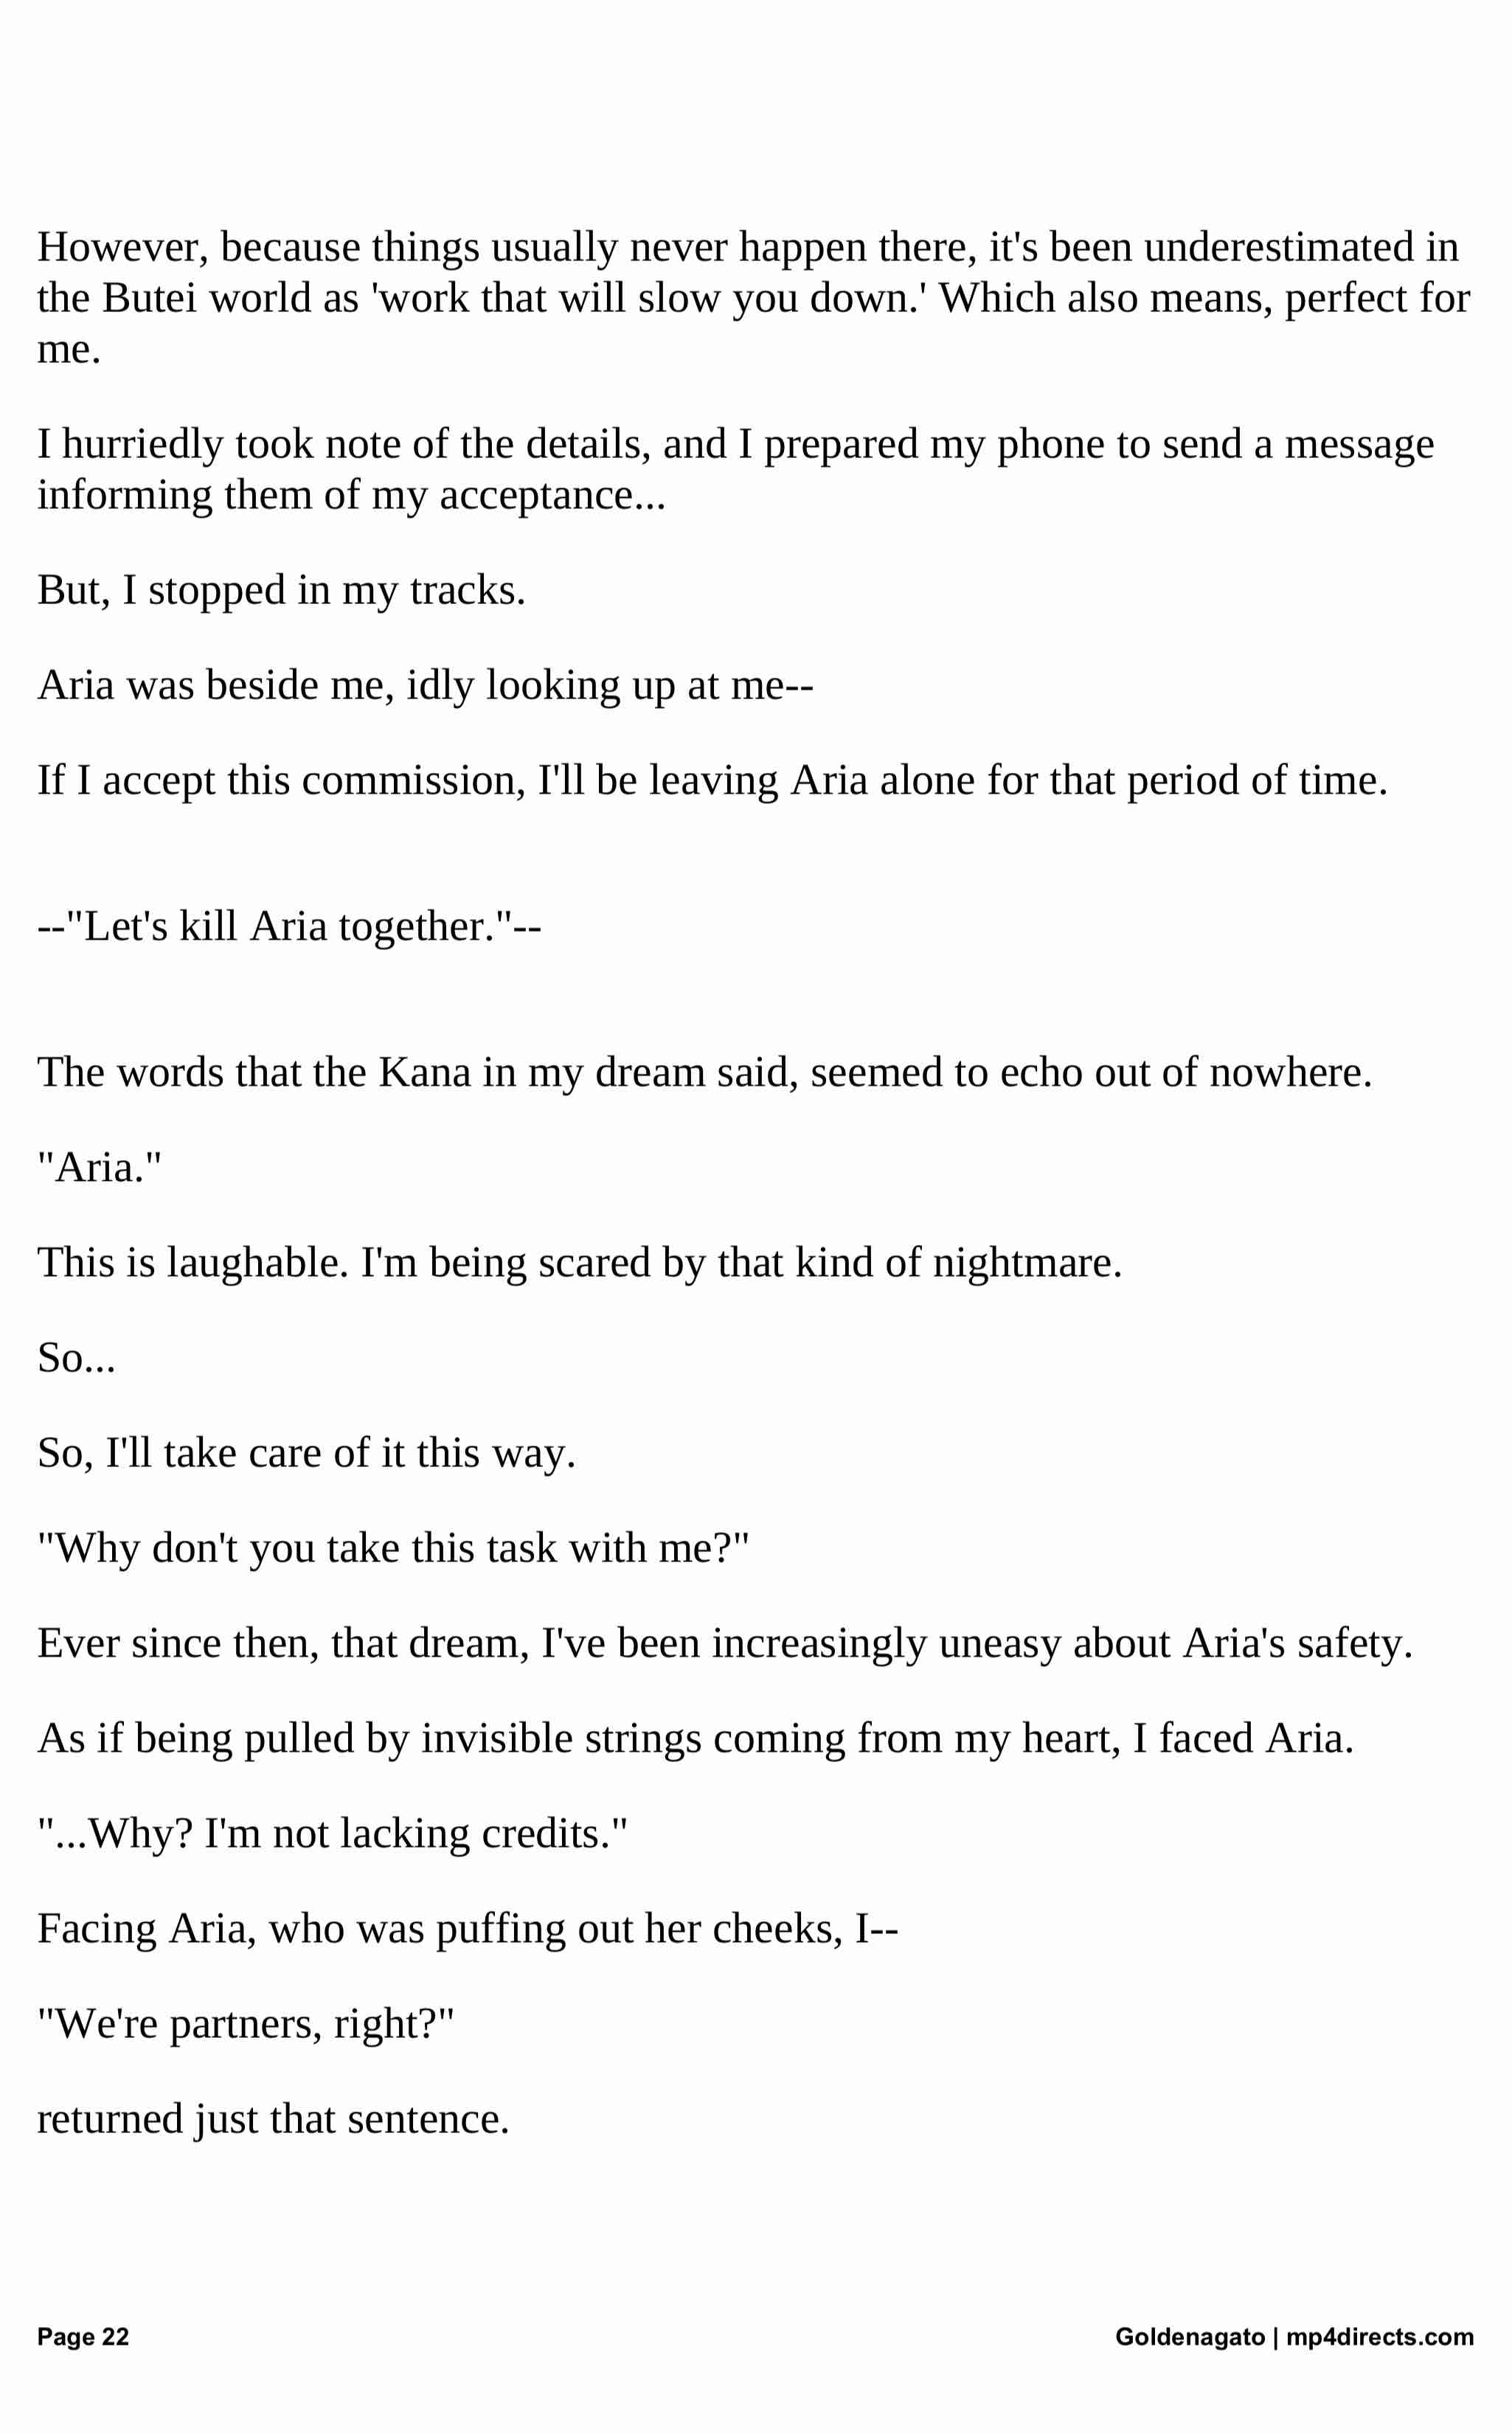 However, because things usually never happen there, it's been underestimated in
the Butei world as 'work that will slow you down.' Which also means, perfect for
me.
I hurriedly took note of the details, and I prepared my phone to send a message
informing them of my acceptance...
But, I stopped in my tracks.
Aria was beside me, idly looking up at me--
If I accept this commission, I'll be leaving Aria alone for that period of time.
--"Let's kill Aria together."--
The words that the Kana in my dream said, seemed to echo out of nowhere.
"Aria."
This is laughable. I'm being scared by that kind of nightmare.
So...
So, I'll take care of it this way.
"Why don't you take this task with me?"
Ever since then, that dream, I've been increasingly uneasy about Aria's safety.
As if being pulled by invisible strings coming from my heart, I faced Aria.
"...Why? I'm not lacking credits."
Facing Aria, who was puffing out her cheeks, I--
"We're partners, right?"
returned just that sentence.
Page 22
Goldenagato | mp4directs.com